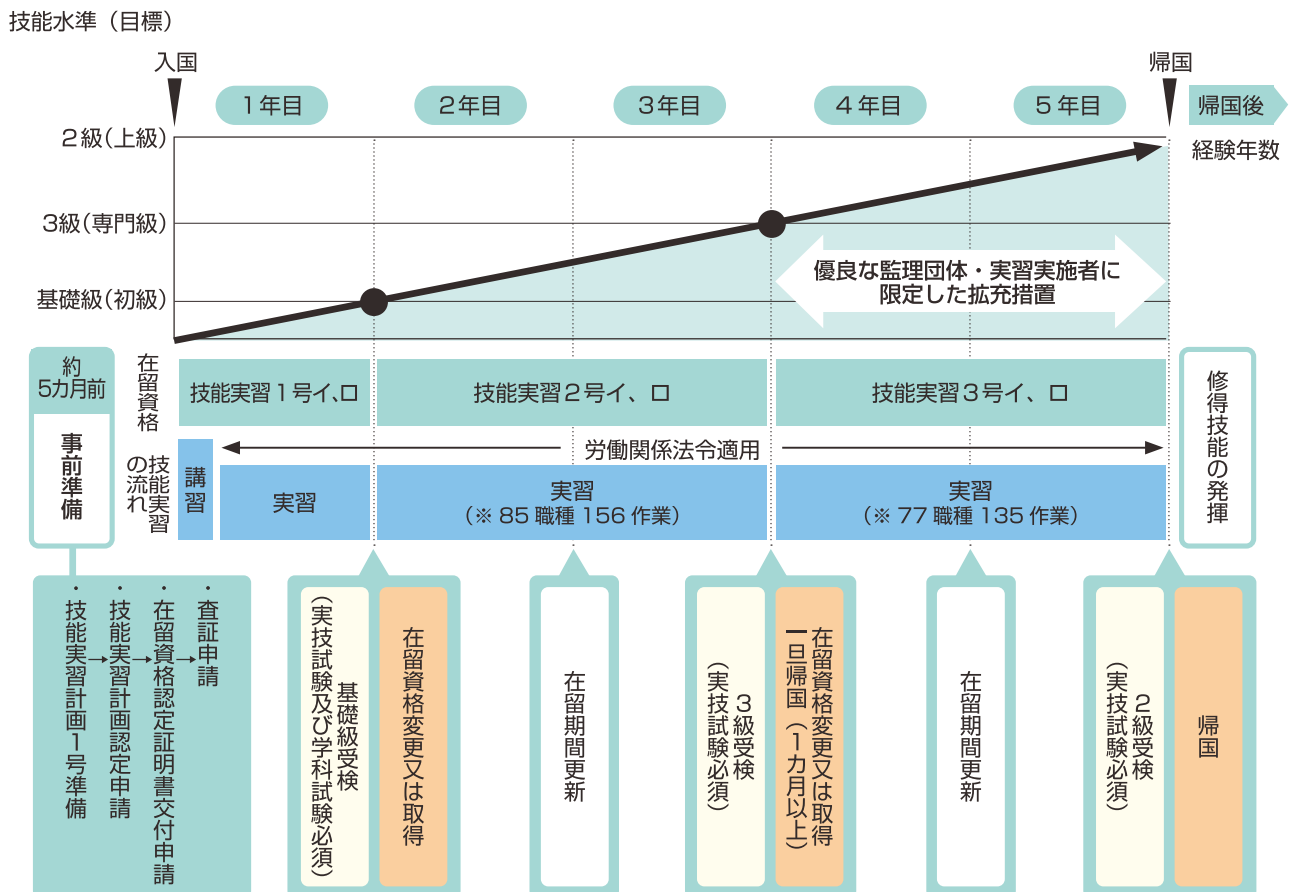 技能水準（目標）
入国
帰国
1年目
2年目
3年目
4年目
5年目
帰国後
経験年数
2級(上級)
3級(専門級)
基礎級(初級)
優良な監理団体・実習実施者に
限定した拡充措置
約
5カ月前
事前準備
在留資格
技能実習1号イ、ロ
技能実習2号イ、ロ
技能実習3号イ、ロ
修得技能の発揮
技能実習
の流れ
講習
労働関係法令適用
実習
実習
（※ 85 職種 156 作業）
実習
（※ 77 職種 135 作業）
・技能実習計画1号準備
→
・技能実習計画認定申請
→
・在留資格認定証明書交付申請
→
・査証申請
基礎級受検
（実技試験及び学科試験必須）
在留資格変更又は取得
在留期間更新
3級受検
（実技試験必須）
在留資格変更又は取得
一旦帰国（1カ月以上）
在留期間更新
2級受検
（実技試験必須）
帰国